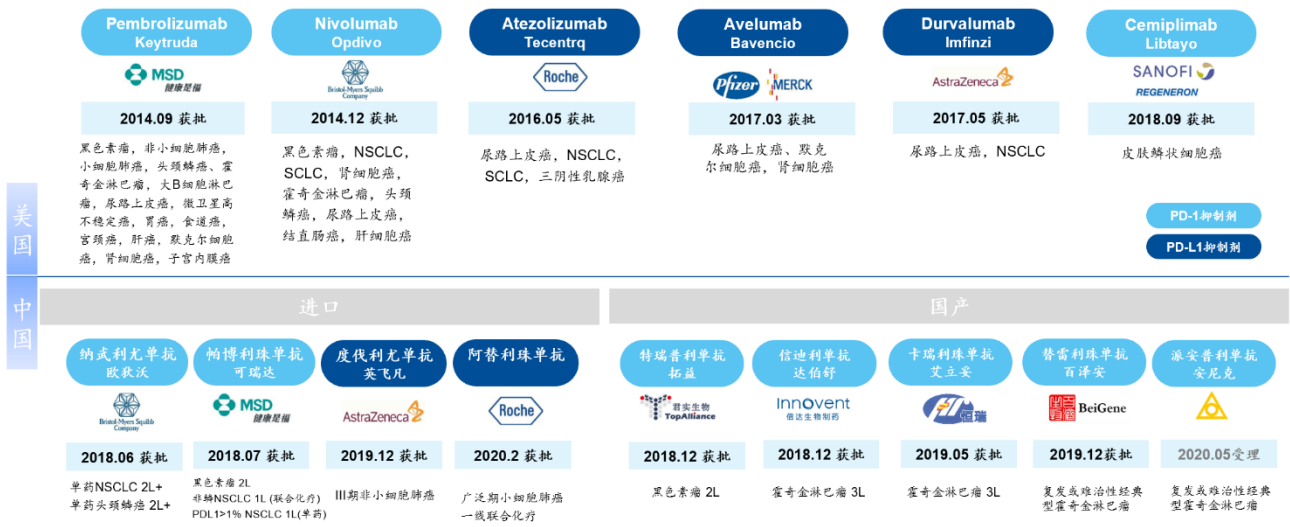 Pembrolizumab
Keytruda
MSD
健康是福
2014.09 获批
黑色素瘤,非小细胞肺癌,
小细胞肺癌,头颈鳞癌、霍
奇金淋巴瘤,大B细胞淋巴
瘤,尿路上皮癌,微卫星高
不稳定癌,胃癌,食道癌,
宫颈癌,肝癌,默克尔细胞
癌,肾细胞癌,子宫内膜癌
Nivolumab
Opdivo
Bristol-Myers Squibb
Company
2014.12 获批
黑色素瘤,NSCLC,
SCLC,肾细胞癌,
霍奇金淋巴瘤,头颈
鳞癌,尿路上皮癌,
结直肠癌,肝细胞癌
Atezolizumab
Tecentrq
Roche
2016.05 获批
尿路上皮癌,NSCLC,
SCLC,三阴性乳腺癌
Avelumab
Bavencio
Pfizer
MERCK
2017.03 获批
尿路上皮癌、默克
尔细胞癌,肾细胞癌
Durvalumab
Imfinzi
AstraZeneca
2017.05 获批
尿路上皮癌,NSCLC
Cemiplimab
Libtayo
SANOFI
REGENERON
2018.09 获批
皮肤鳞状细胞癌
PD-1抑制剂
PD-L1抑制剂
美国
中国
进口
纳武利尤单抗
欧狄沃
Bristol-Myers Squibb
Company
2018.06 获批
单药NSCLC 2L+
单药头颈鳞癌 2L+
帕博利珠单抗
可瑞达
MSD
健康是福
2018.07 获批
黑色素瘤 2L
非鳞NSCLC 1L (联合化疗)
PDL1>1% NSCLC 1L(单药)
度伐利尤单抗
英飞凡
AstraZeneca
2019.12 获批
III期非小细胞肺癌
阿替利珠单抗
Roche
2020.2 获批
广泛期小细胞肺癌
一线联合化疗
国产
特瑞普利单抗
拓益
君实生物
TopAlliance
2018.12 获批
黑色素瘤 2L
信迪利单抗
达伯舒
Innovent
信达生物制药
2018.12 获批
霍奇金淋巴瘤 3L
卡瑞利珠单抗
艾立妥
恒瑞
2019.05 获批
霍奇金淋巴瘤 3L
替雷利珠单抗
百泽安
BeiGene
2019.12获批
复发或难治性经典
型霍奇金淋巴瘤
派安普利单抗
安尼克
2020.05受理
复发或难治性经典
型霍奇金淋巴瘤